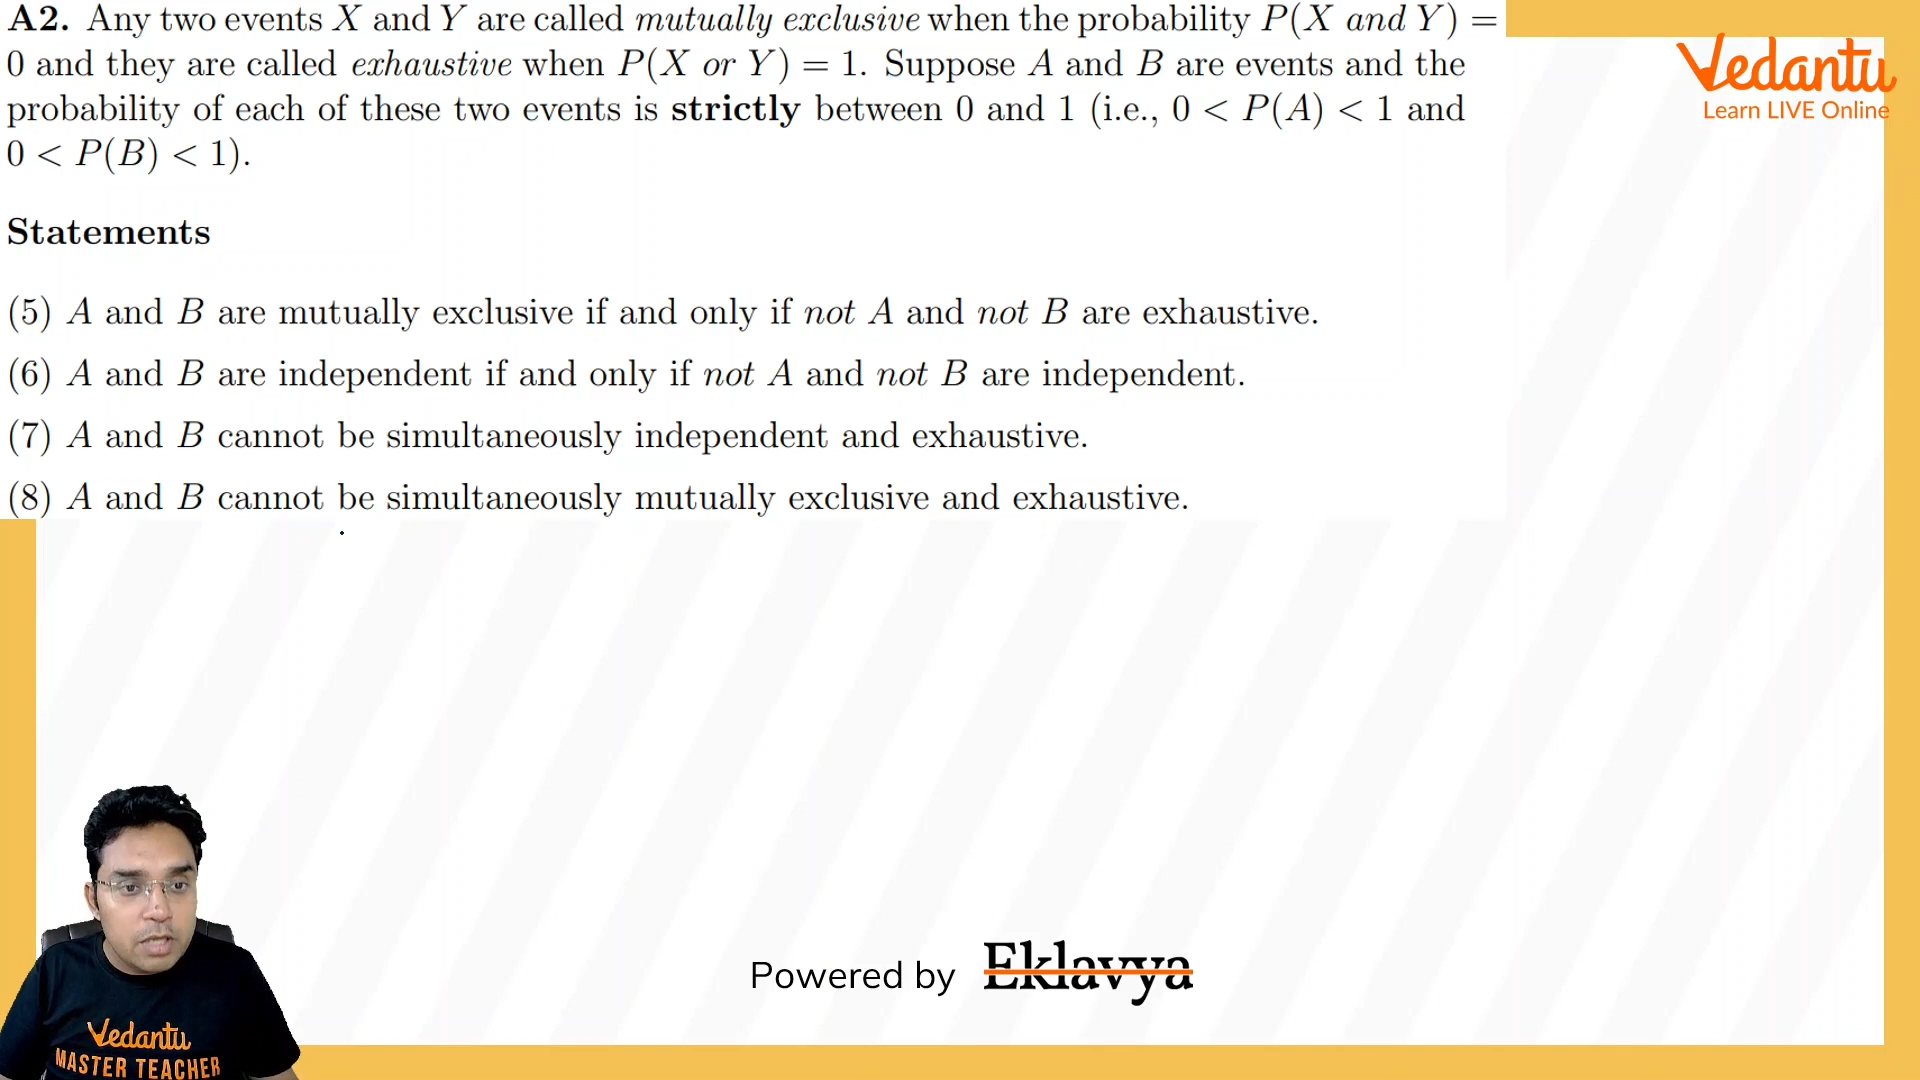 A2. Any two events X and Y are called mutually exclusive when the probability P(X and Y) =
0 and they are called exhaustive when P(X or Y) = 1. Suppose A and B are events and the
probability of each of these two events is strictly between 0 and 1 (i.e., 0 < P(A) < 1 and
0 < P(B) < 1).
Statements
(5) A and B are mutually exclusive if and only if not A and not B are exhaustive.
(6) A and B are independent if and only if not A and not B are independent.
(7) A and B cannot be simultaneously independent and exhaustive.
(8) A and B cannot be simultaneously mutually exclusive and exhaustive.
Vedantu
Learn LIVE Online
Powered by Eklavya
Vedantu
MASTER TEACHER